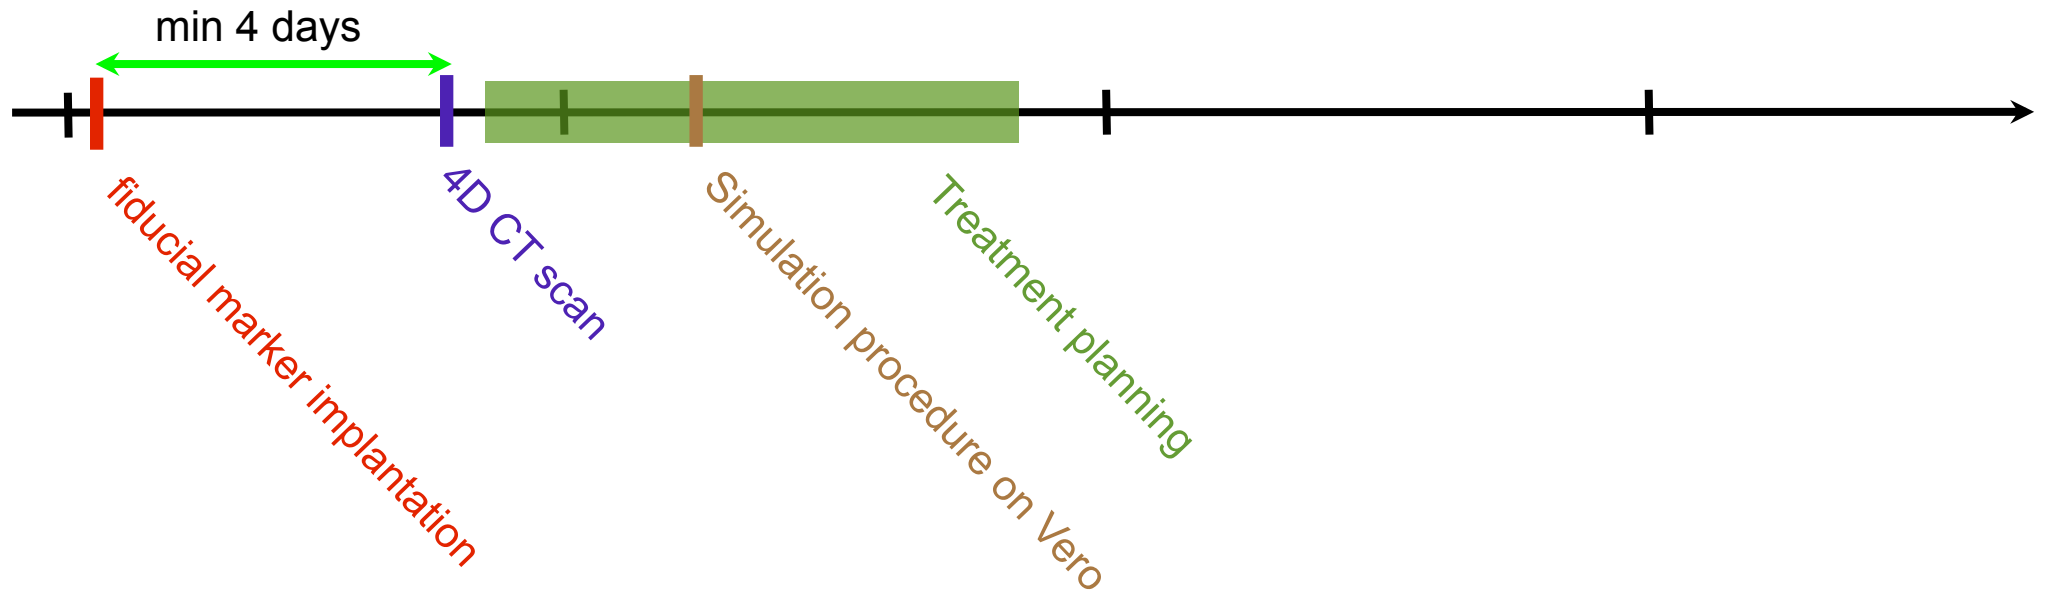 min 4 days
fiducial marker implantation
4D CT scan
Simulation procedure on Vero
Treatment planning